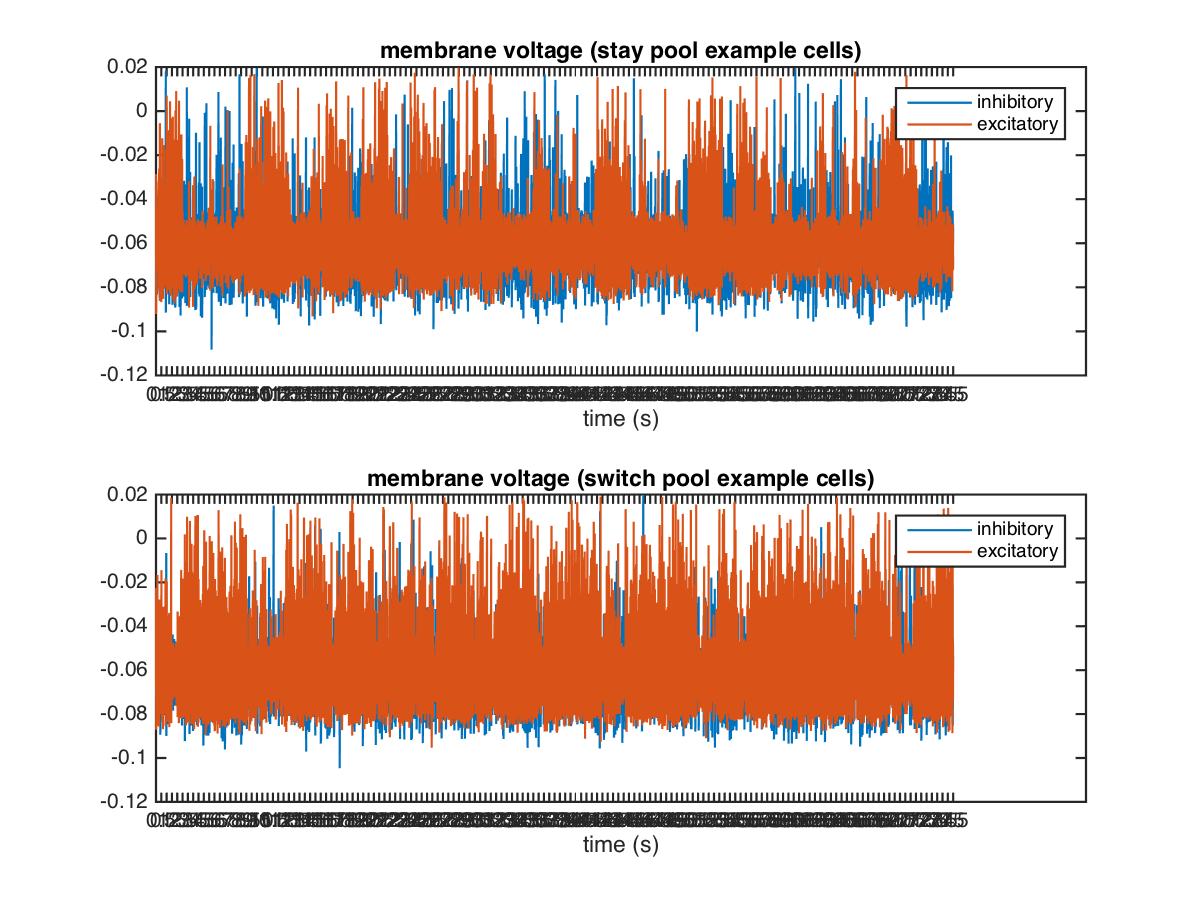 membrane voltage (stay pool example cells)
0.02
0
-0.02
-0.04
-0.06
-0.08
-0.1
-0.12
inhibitory
excitatory
time (s)
membrane voltage (switch pool example cells)
0.02
0
-0.02
-0.04
-0.06
-0.08
-0.1
-0.12
inhibitory
excitatory
time (s)